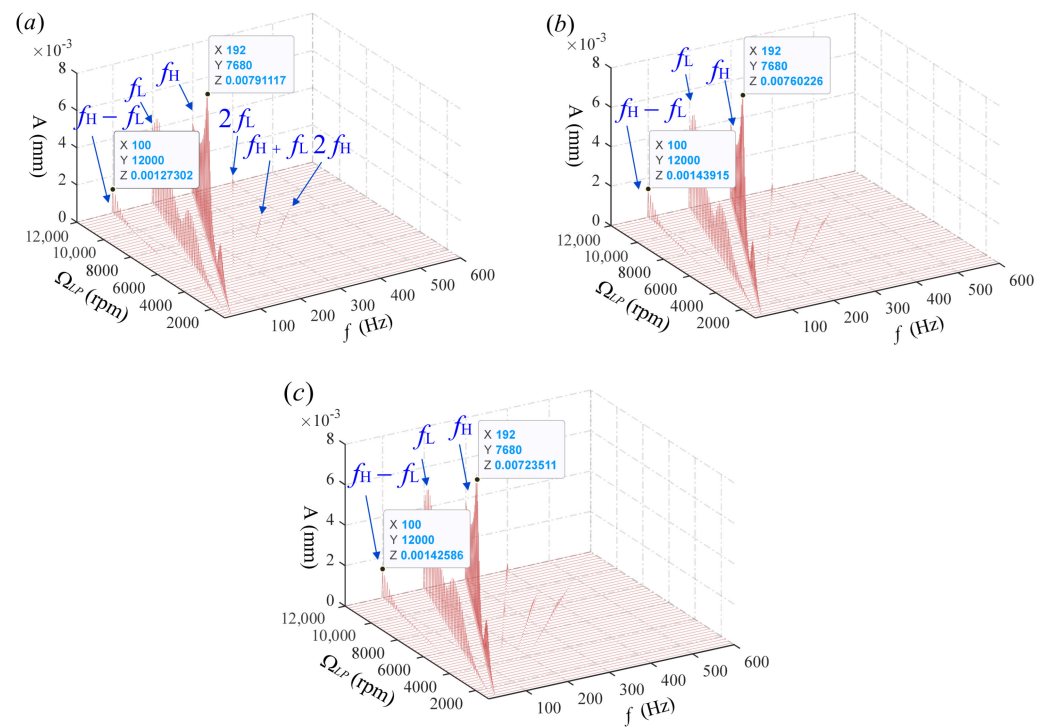 (a)
×10⁻³
8
6
4
2
0
A (mm)
X 192
Y 7680
Z 0.00791117
f_H
f_L
f_H − f_L
2f_L
f_H + f_L 2f_H
X 100
Y 12000
Z 0.00127302
12,000
10,000
8000
6000
4000
2000
Ω_LP (rpm)
100
200
300
400
500
600
f (Hz)
(b)
×10⁻³
8
6
4
2
0
A (mm)
X 192
Y 7680
Z 0.00760226
f_L
f_H
f_H − f_L
X 100
Y 12000
Z 0.00143915
12,000
10,000
8000
6000
4000
2000
Ω_LP (rpm)
100
200
300
400
500
600
f (Hz)
(c)
×10⁻³
8
6
4
2
0
A (mm)
X 192
Y 7680
Z 0.00723511
f_L
f_H
f_H − f_L
X 100
Y 12000
Z 0.00142586
12,000
10,000
8000
6000
4000
2000
Ω_LP (rpm)
100
200
300
400
500
600
f (Hz)